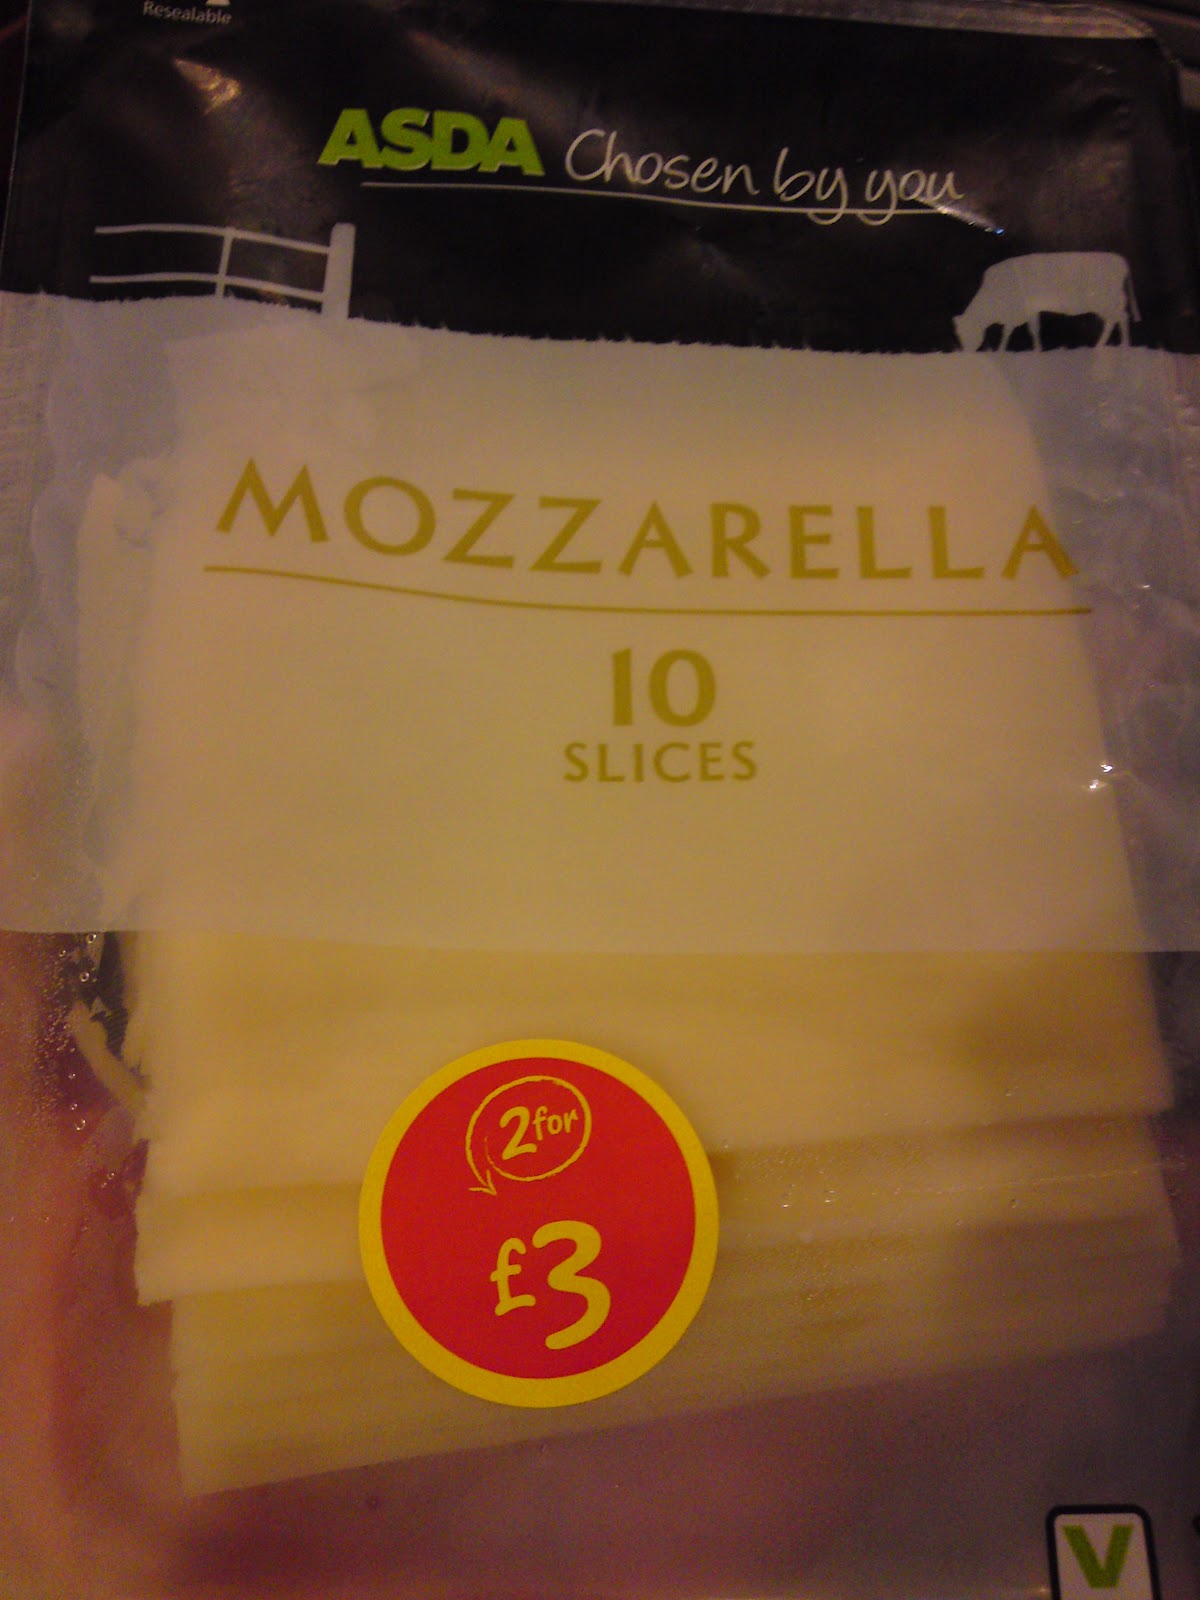 Resealable
ASDA Chosen by you
MOZZARELLA
10
SLICES
2 for
£3
V